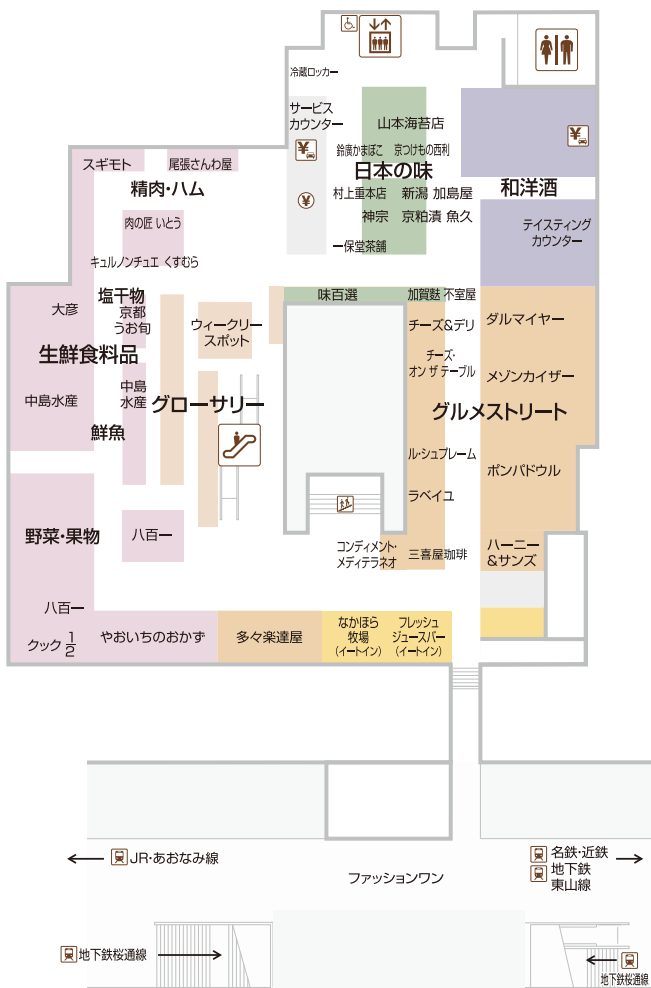 冷蔵ロッカー
サービス
カウンター
山本海苔店
鈴廣かまぼこ 京つけもの西利
日本の味
村上重本店 新潟 加島屋
神宗 京粕漬 魚久
一保堂茶舗
和洋酒
テイスティング
カウンター
スギモト
尾張さんわ屋
精肉・ハム
肉の匠 いとう
キュルノンチュエ くすむら
塩干物
大彦
京都
うお旬
生鮮食料品
中島水産
中島
水産
鮮魚
ウィークリー
スポット
グローサリー
味百選
加賀麩 不室屋
チーズ&デリ
チーズ・
オン ザ テーブル
ダルマイヤー
メゾンカイザー
グルメストリート
ル・シュプレーム
ラベイユ
ポンパドウル
コンディメント・
メディテラネオ
三喜屋珈琲
ハーニー
&サンズ
野菜・果物
八百一
八百一
クック 1/2
やおいちのおかず
多々楽達屋
なかほら
牧場
(イートイン)
フレッシュ
ジュースバー
(イートイン)
JR・あおなみ線
名鉄・近鉄
地下鉄
東山線
ファッションワン
地下鉄桜通線
地下鉄桜通線